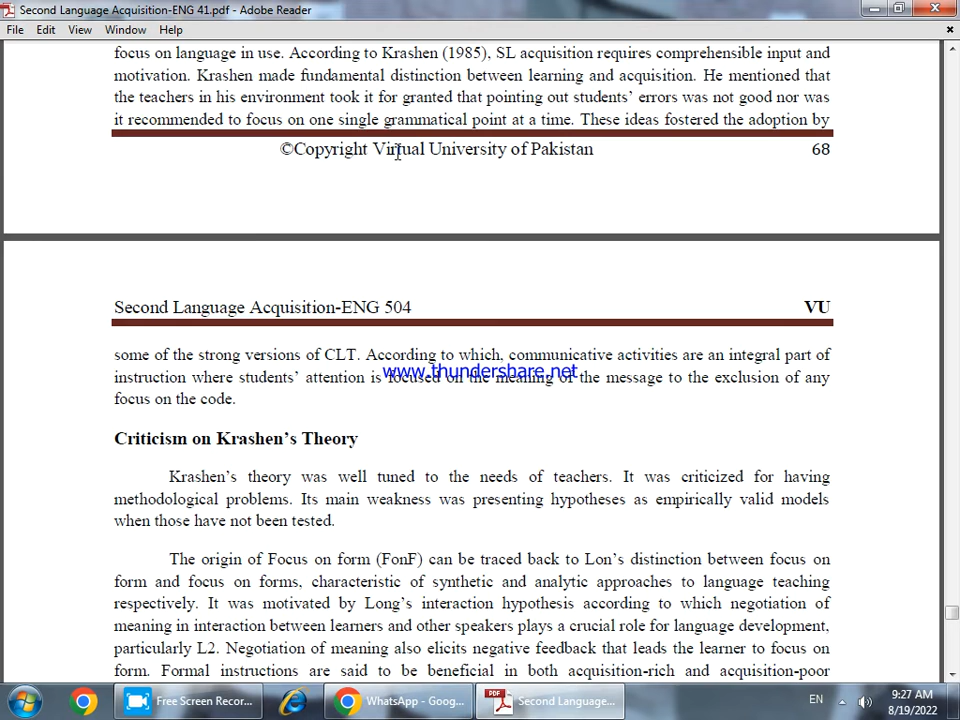 Second Language Acquisition-ENG 41.pdf - Adobe Reader
File Edit View Window Help
focus on language in use. According to Krashen (1985), SL acquisition requires comprehensible input and
motivation. Krashen made fundamental distinction between learning and acquisition. He mentioned that
the teachers in his environment took it for granted that pointing out students’ errors was not good nor was
it recommended to focus on one single grammatical point at a time. These ideas fostered the adoption by
©Copyright Virtual University of Pakistan 68
Second Language Acquisition-ENG 504 VU
some of the strong versions of CLT. According to which, communicative activities are an integral part of
www.thundershare.net
instruction where students’ attention is focused on the meaning of the message to the exclusion of any
focus on the code.
Criticism on Krashen’s Theory
Krashen’s theory was well tuned to the needs of teachers. It was criticized for having
methodological problems. Its main weakness was presenting hypotheses as empirically valid models
when those have not been tested.
The origin of Focus on form (FonF) can be traced back to Lon’s distinction between focus on
form and focus on forms, characteristic of synthetic and analytic approaches to language teaching
respectively. It was motivated by Long’s interaction hypothesis according to which negotiation of
meaning in interaction between learners and other speakers plays a crucial role for language development,
particularly L2. Negotiation of meaning also elicits negative feedback that leads the learner to focus on
form. Formal instructions are said to be beneficial in both acquisition-rich and acquisition-poor
Free Screen Recor... WhatsApp - Goog... PDF Second Language... EN 9:27 AM
8/19/2022